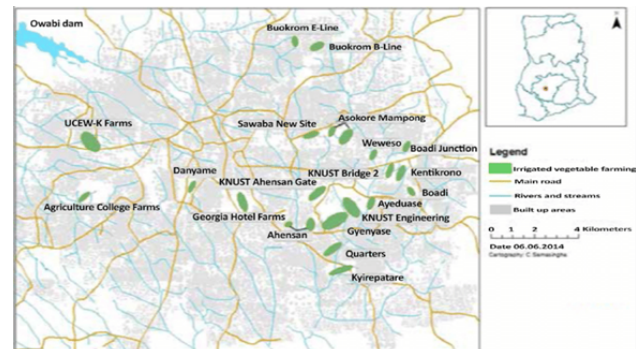 Owabi dam
Buokrom E-Line
Buokrom B-Line
UCEW-K Farms
Sawaba New Site
Asokore Mampong
Weweso
Boadi Junction
Danyame
KNUST Bridge 2
Kentikrono
KNUST Ahensan Gate
Boadi
Agriculture College Farms
Georgia Hotel Farms
Ayeduase
KNUST Engineering
Ahensan
Gyenyase
Quarters
Kyirepatare
N
Legend
Irrigated vegetable farming
Main road
Rivers and streams
Built up areas
0 1 2 4 Kilometers
Date 06.06.2014
Cartography: C Samasinghe